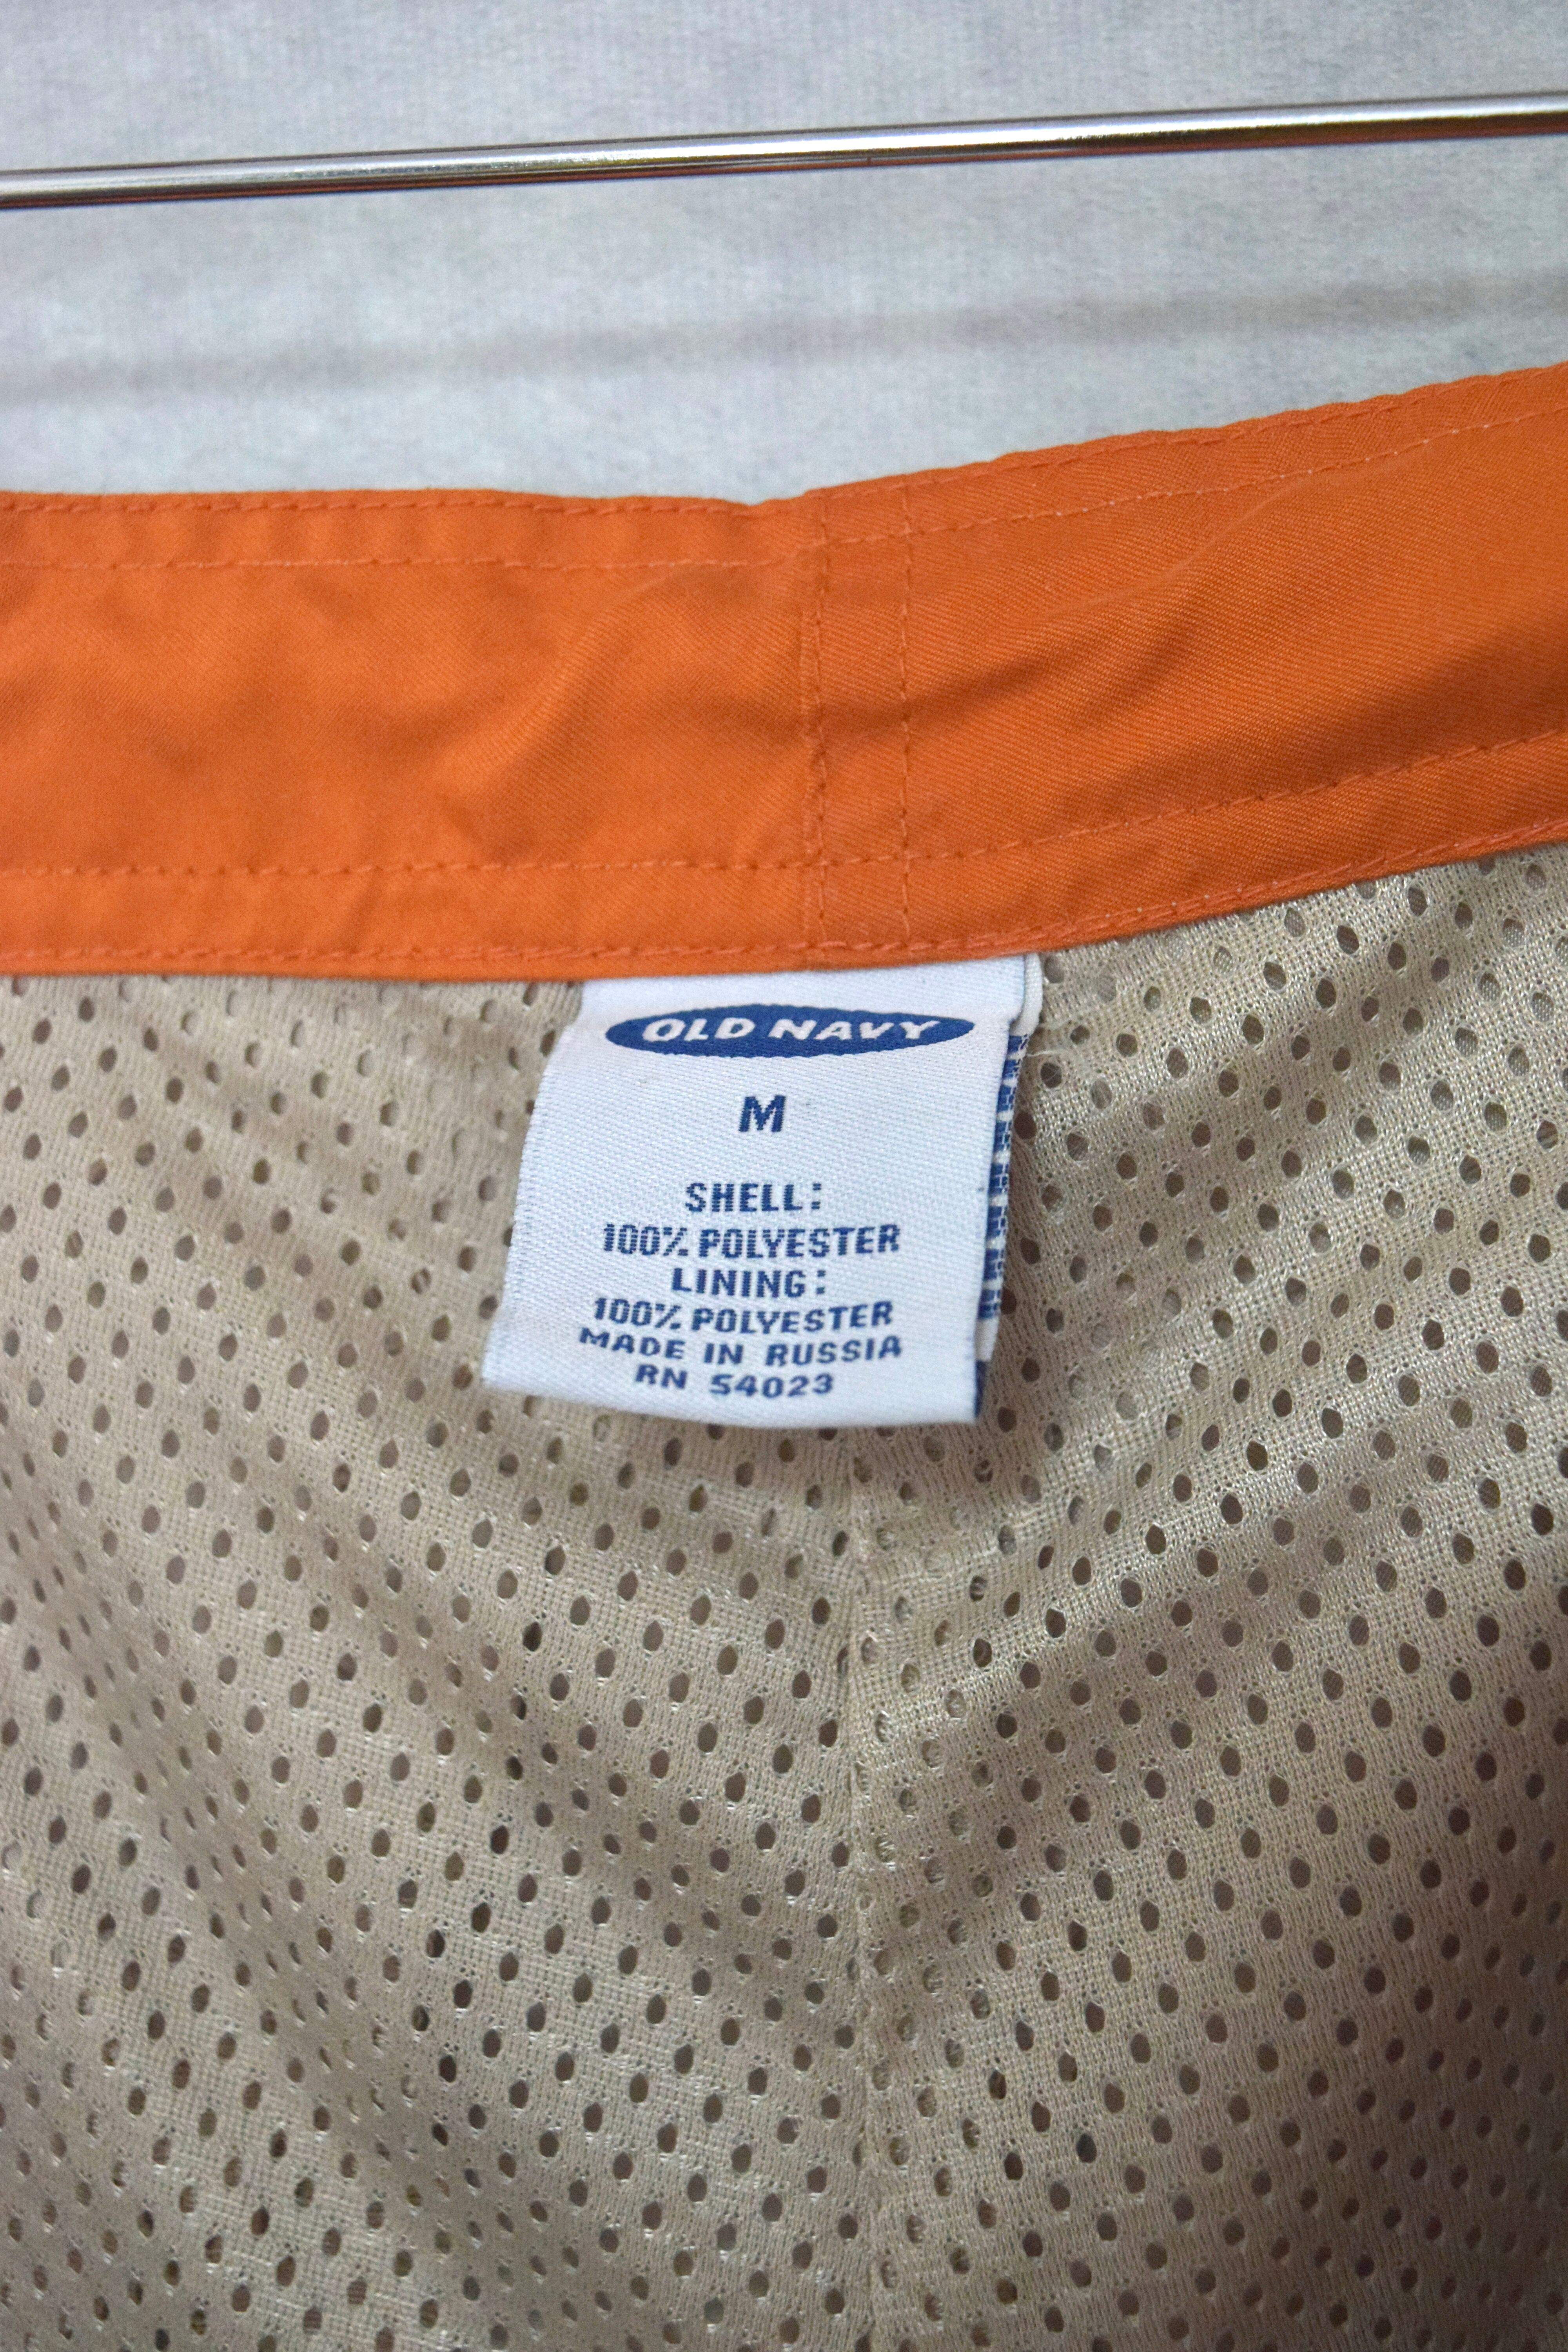 OLD NAVY
M
SHELL:
100% POLYESTER
LINING:
100% POLYESTER
MADE IN RUSSIA
RN 54023